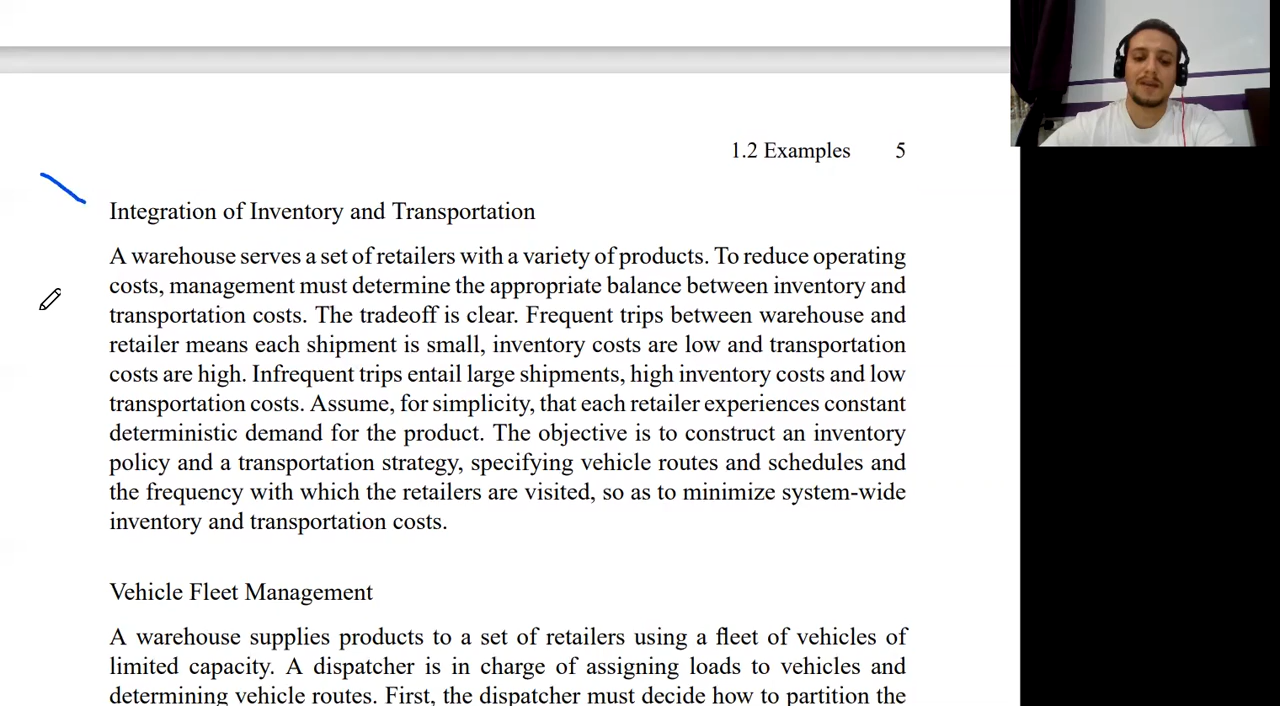 1.2 Examples 5
Integration of Inventory and Transportation
A warehouse serves a set of retailers with a variety of products. To reduce operating
costs, management must determine the appropriate balance between inventory and
transportation costs. The tradeoff is clear. Frequent trips between warehouse and
retailer means each shipment is small, inventory costs are low and transportation
costs are high. Infrequent trips entail large shipments, high inventory costs and low
transportation costs. Assume, for simplicity, that each retailer experiences constant
deterministic demand for the product. The objective is to construct an inventory
policy and a transportation strategy, specifying vehicle routes and schedules and
the frequency with which the retailers are visited, so as to minimize system-wide
inventory and transportation costs.
Vehicle Fleet Management
A warehouse supplies products to a set of retailers using a fleet of vehicles of
limited capacity. A dispatcher is in charge of assigning loads to vehicles and
determining vehicle routes. First, the dispatcher must decide how to partition the